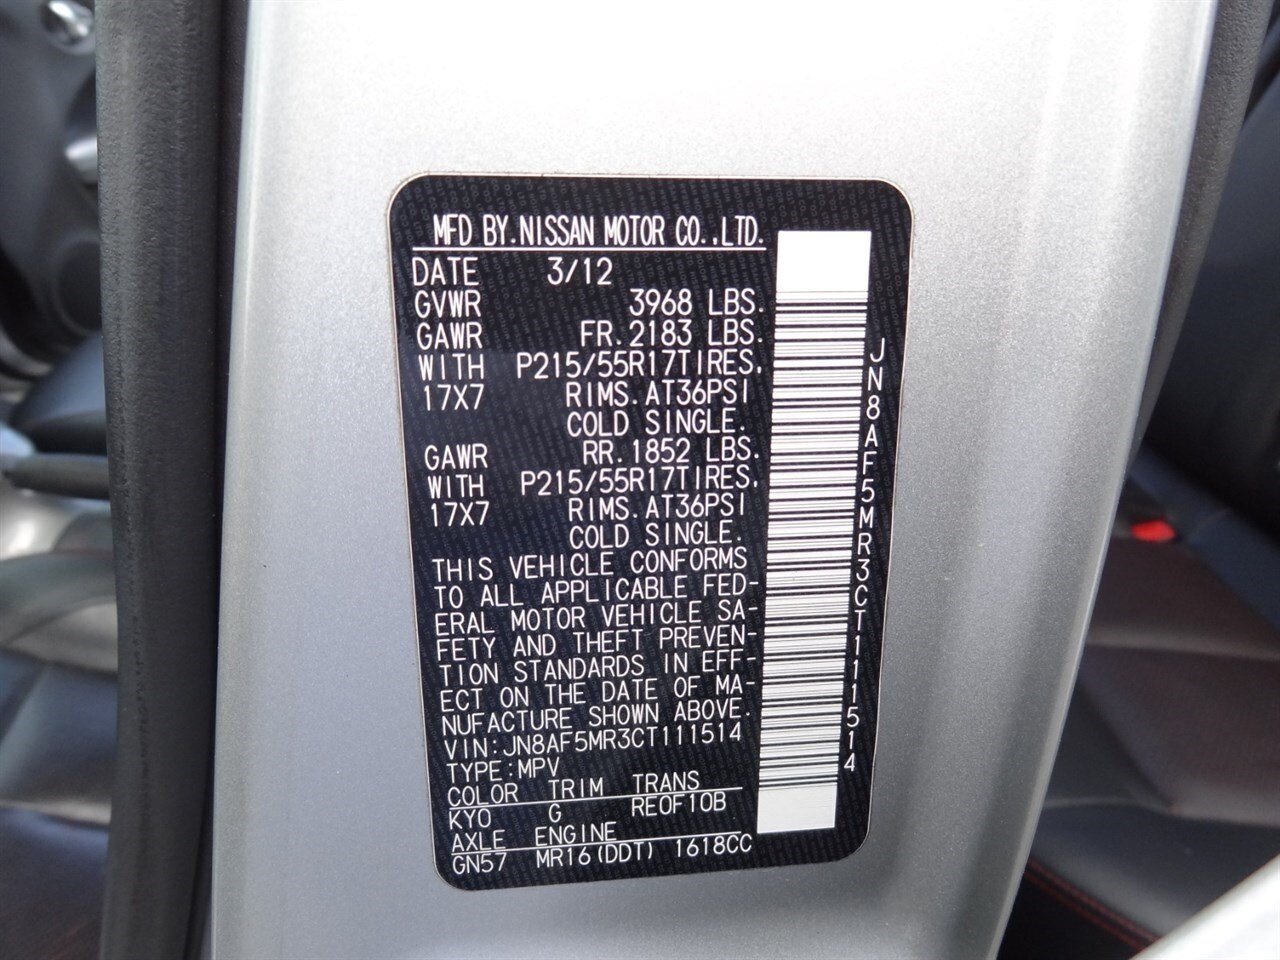 MFD BY.NISSAN MOTOR CO.,LTD.
DATE 3/12
GVWR 3968 LBS.
GAWR FR.2183 LBS.
WITH P215/55R17TIRES.
17X7 RIMS.AT36PSI
COLD SINGLE.
GAWR RR.1852 LBS.
WITH P215/55R17TIRES.
17X7 RIMS.AT36PSI
COLD SINGLE.
THIS VEHICLE CONFORMS
TO ALL APPLICABLE FED-
ERAL MOTOR VEHICLE SA-
FETY AND THEFT PREVEN-
TION STANDARDS IN EFF-
ECT ON THE DATE OF MA-
NUFACTURE SHOWN ABOVE.
VIN:JN8AF5MR3CT111514
TYPE:MPV
COLOR TRIM TRANS
KYO G RE0F10B
AXLE ENGINE
GN57 MR16(DDT) 1618CC
JN8AF5MR3CT111514